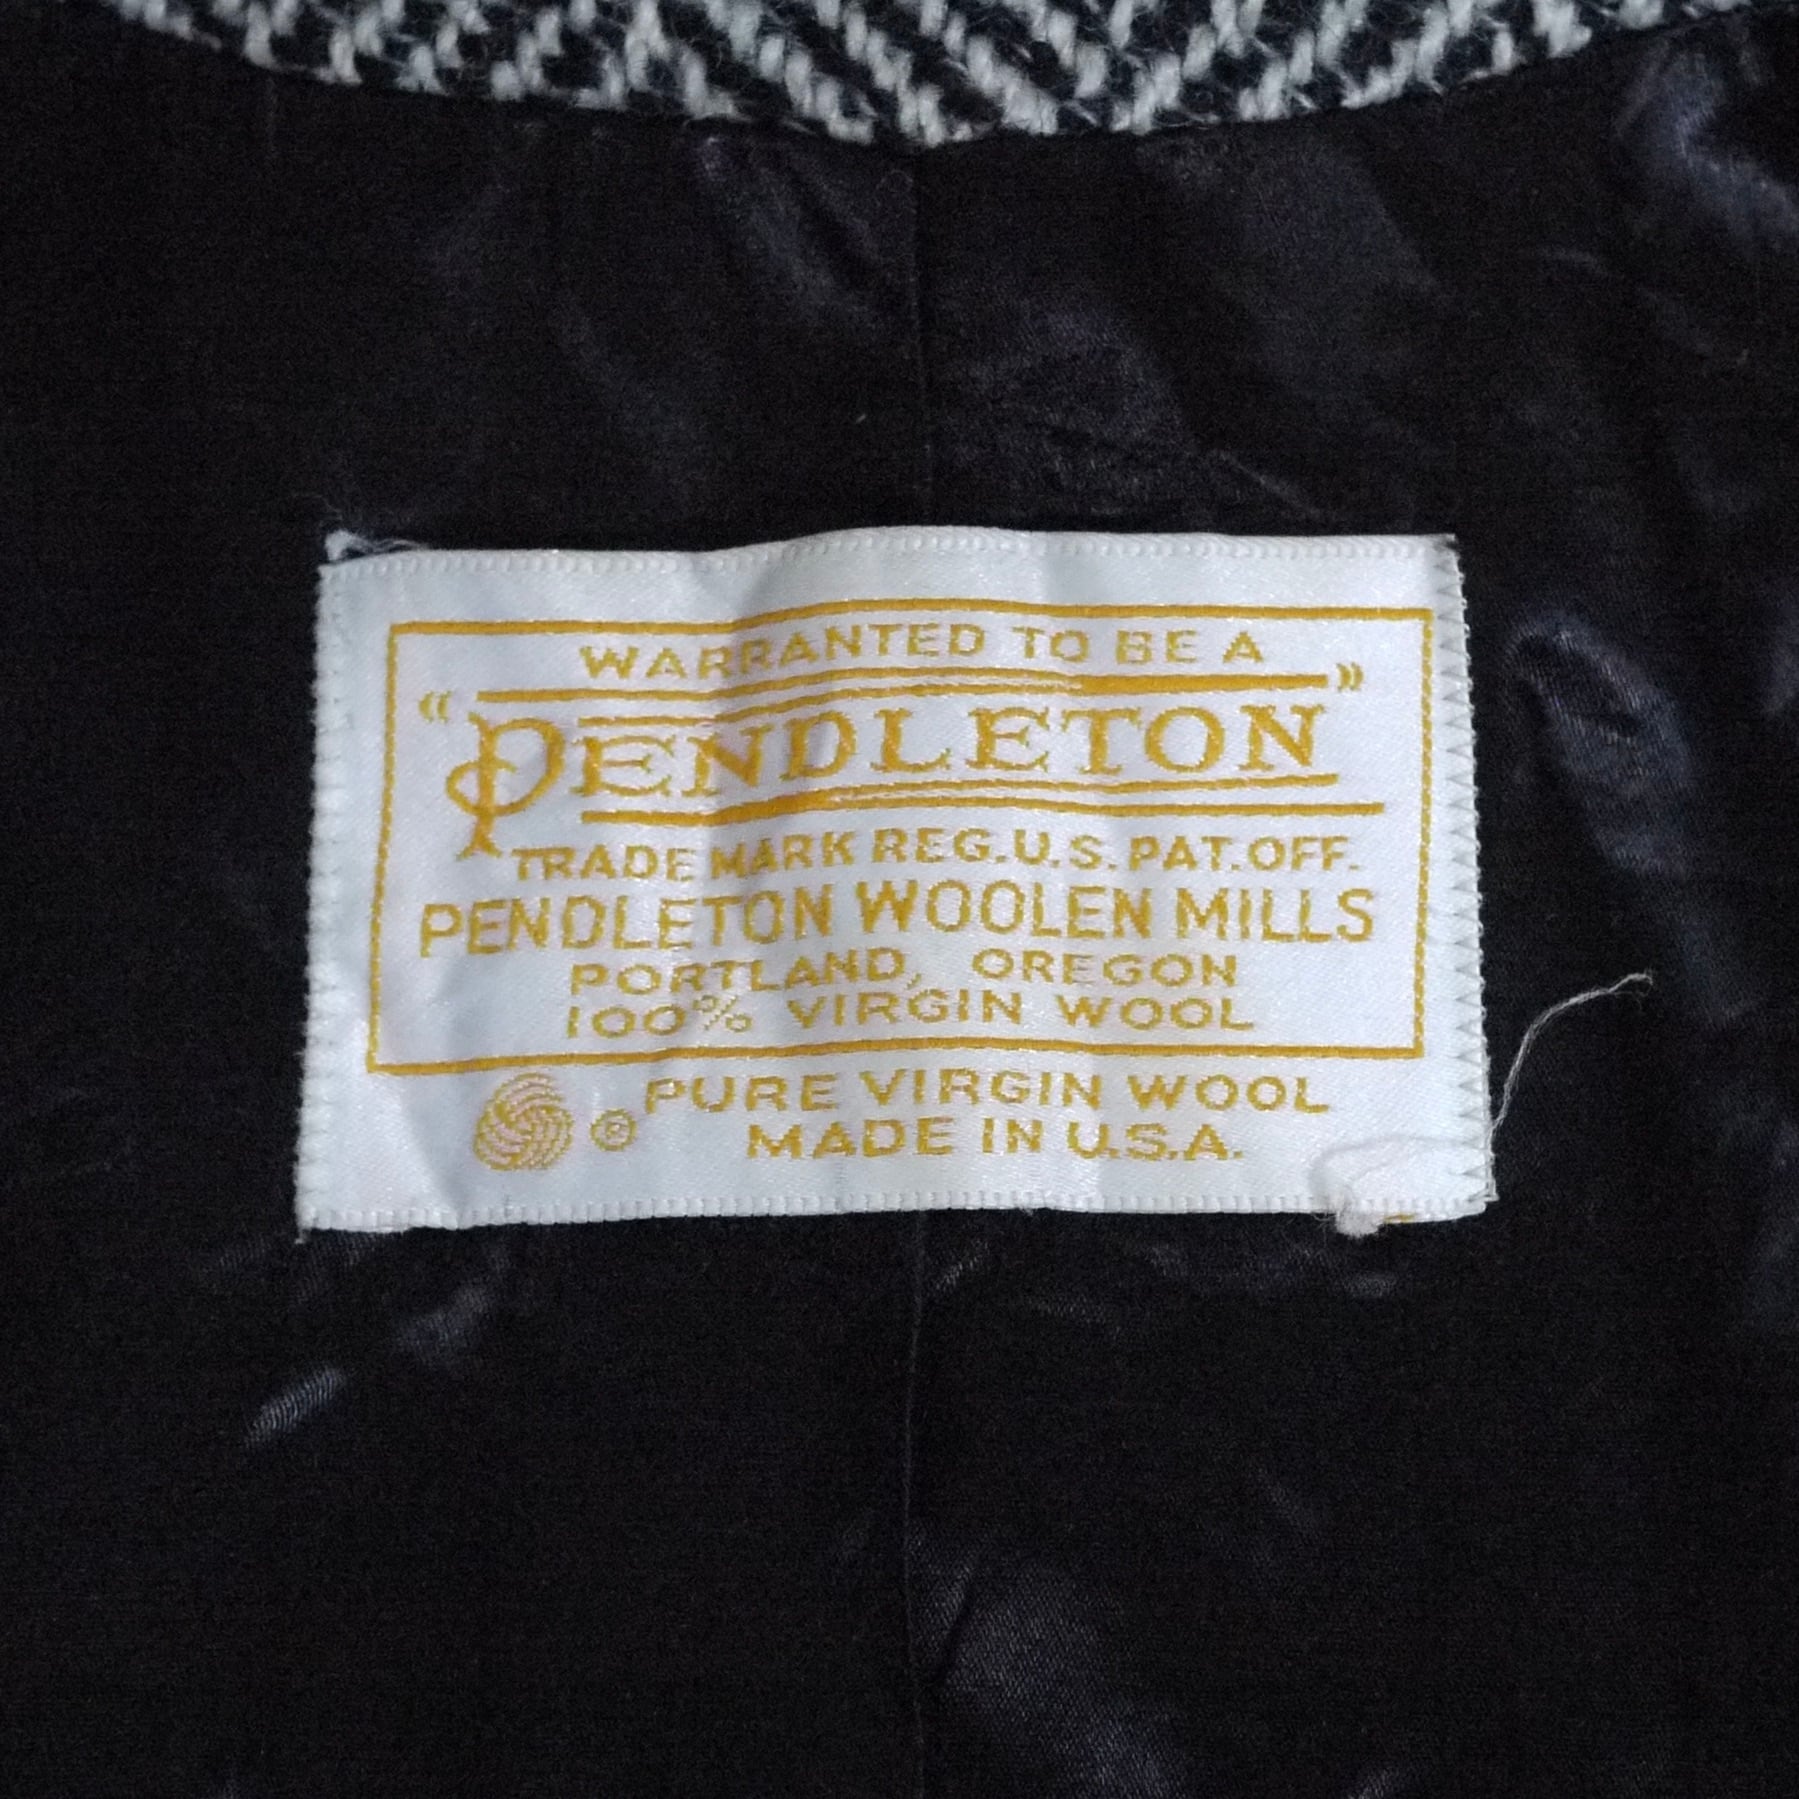 WARRANTED TO BE A
"PENDLETON"
TRADE MARK REG. U.S. PAT. OFF.
PENDLETON WOOLEN MILLS
PORTLAND, OREGON
100% VIRGIN WOOL
® PURE VIRGIN WOOL
MADE IN U.S.A.